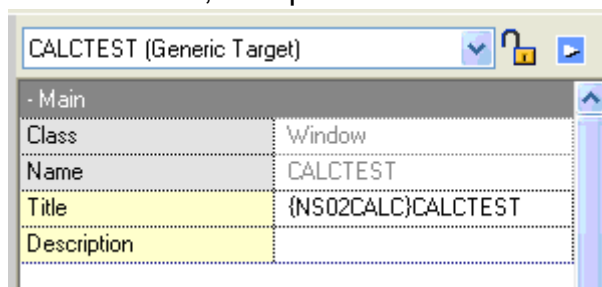 CALCTEST (Generic Target)
- Main
Class Window
Name CALCTEST
Title {NS02CALC}CALCTEST
Description